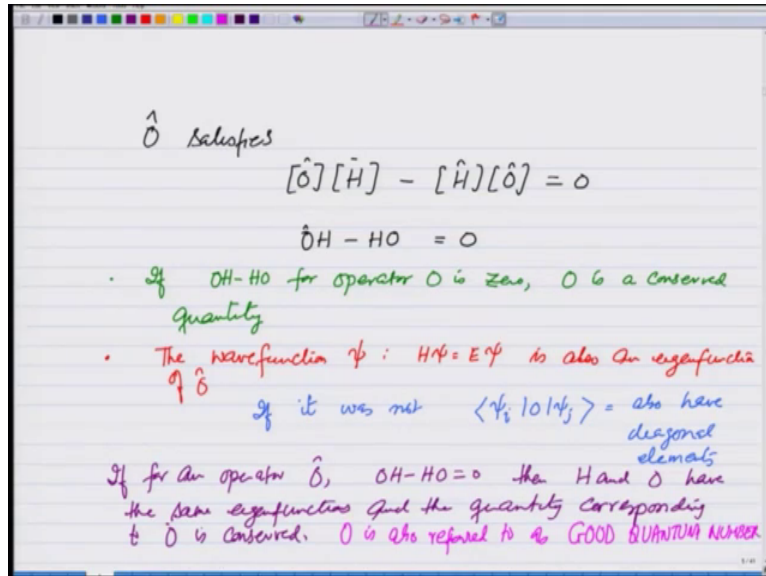 Ô satisfies
[Ô][Ĥ] - [Ĥ][Ô] = 0
ÔH - HO = 0
· If OH-HO for operator O is zero, O is a conserved
quantity
· The wavefunction ψ : Hψ = Eψ is also an eigenfunction
of Ô
If it was not ⟨ψi|O|ψj⟩ = also have
diagonal
elements
If for an operator Ô, OH-HO=0 then H and O have
the same eigenfunctions and the quantity corresponding
to O is conserved. O is also referred to as GOOD QUANTUM NUMBER